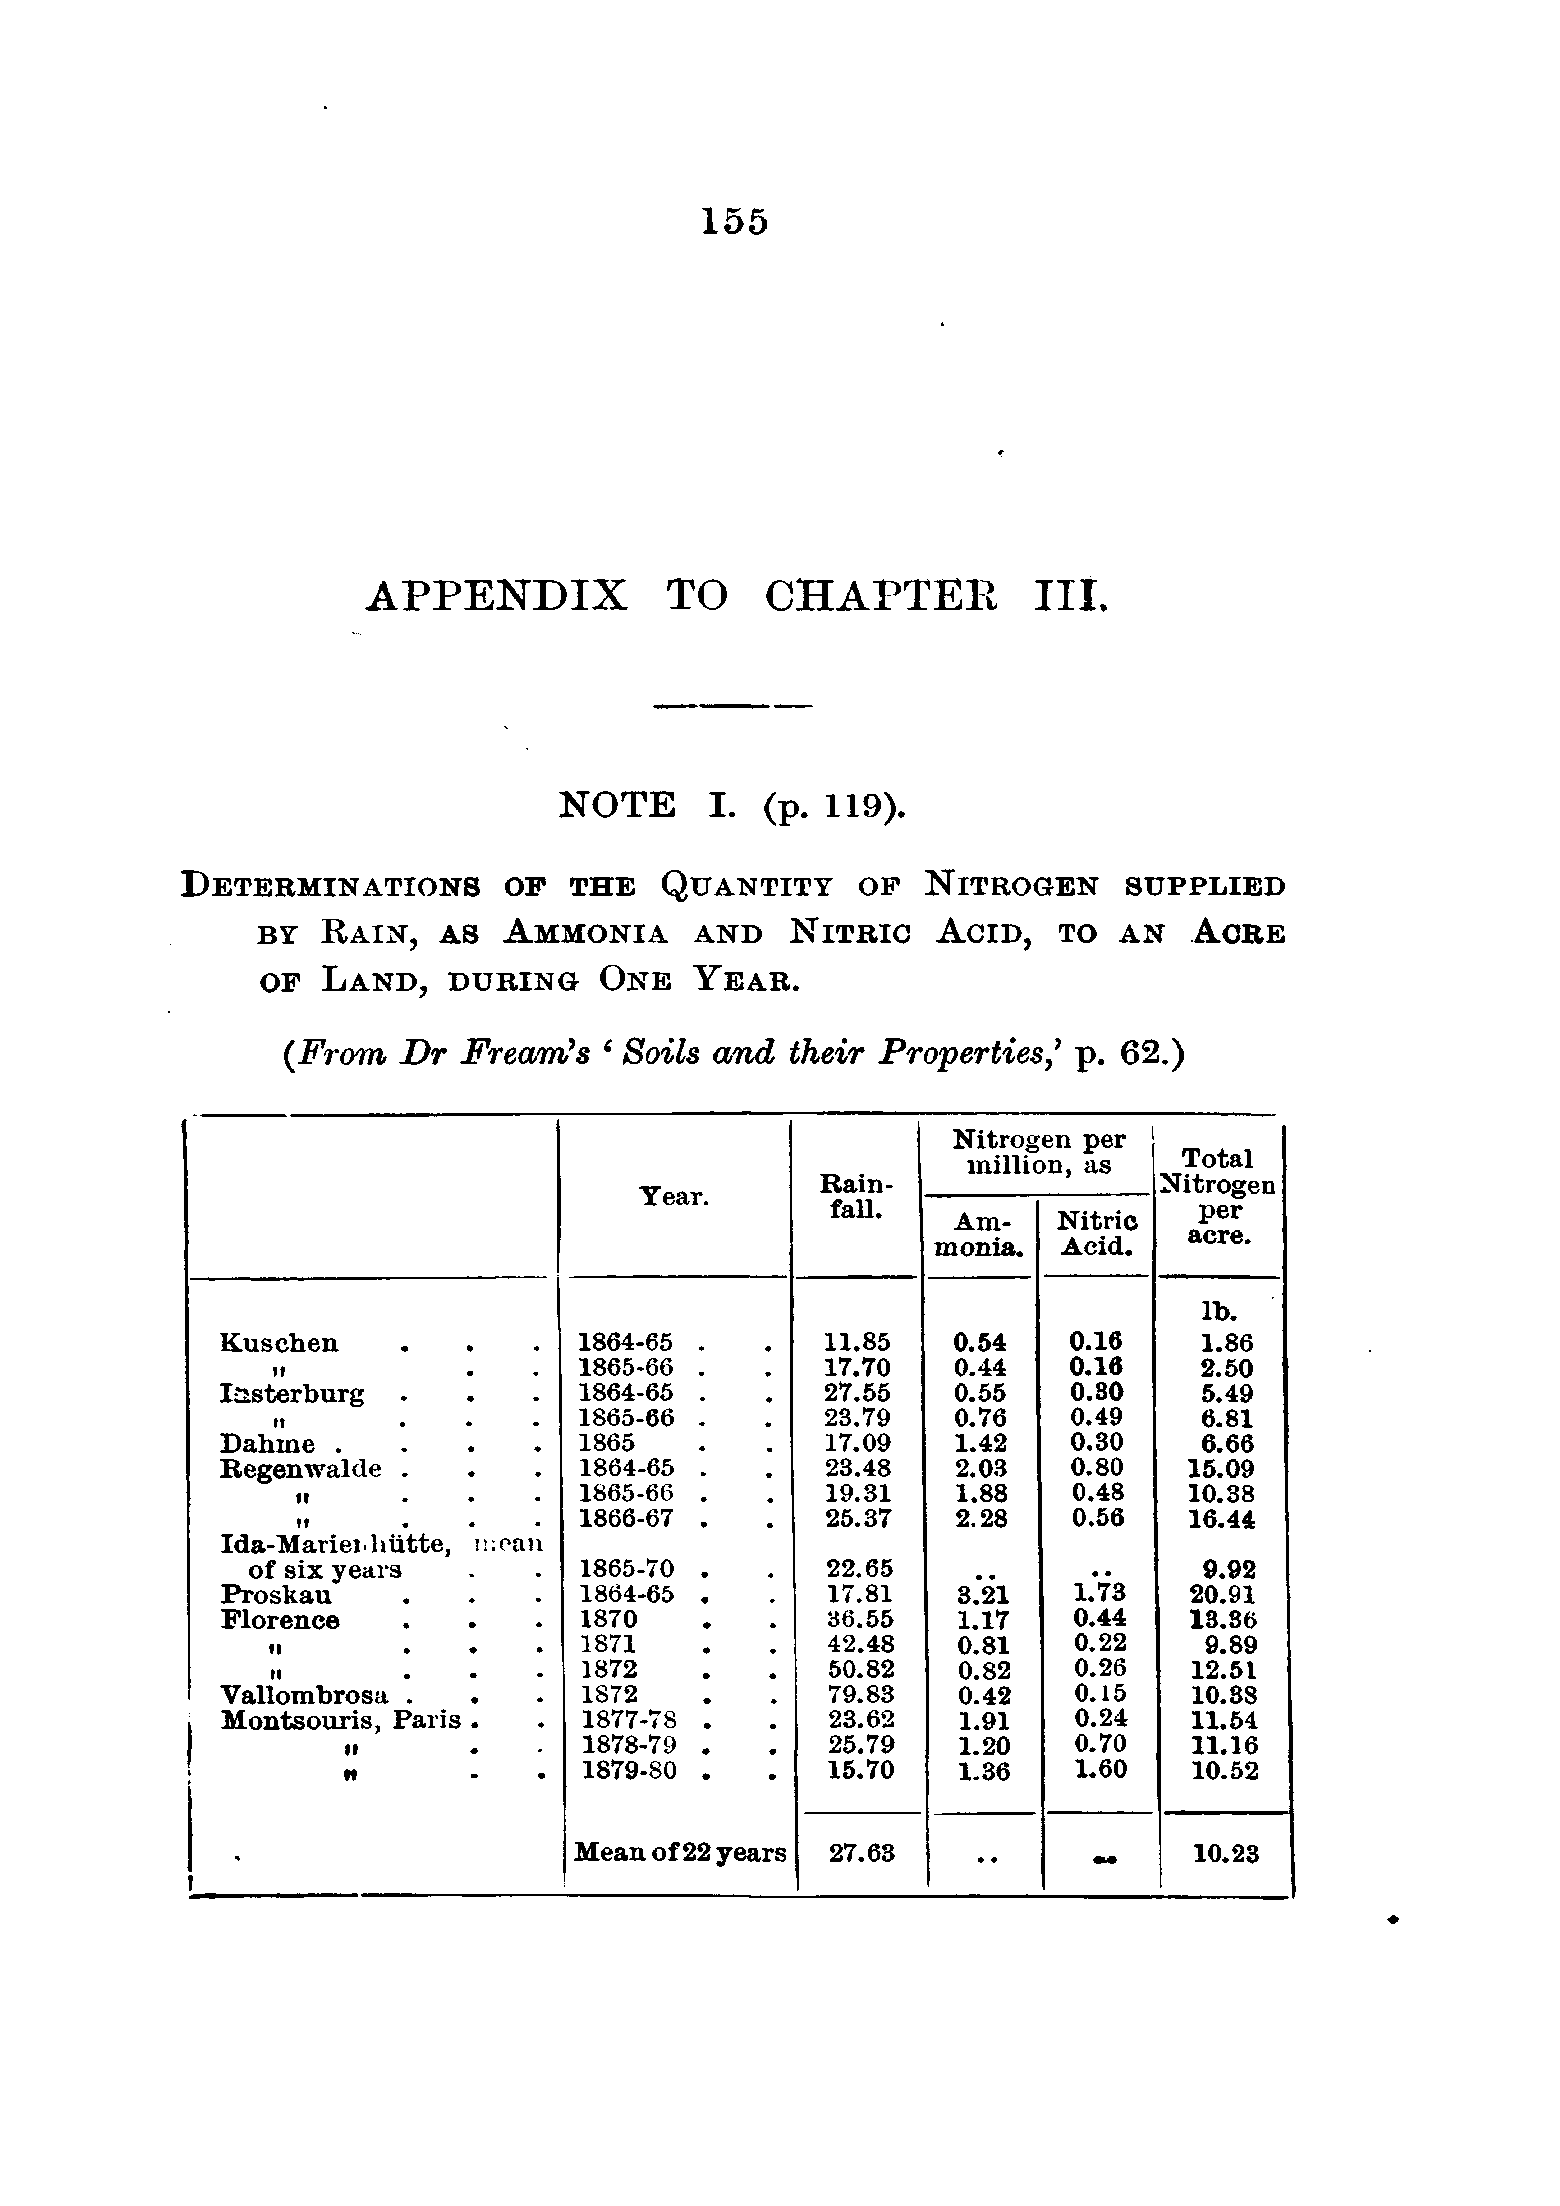 155
APPENDIX TO CHAPTER III.
NOTE I. (p. 119).
DETERMINATIONS OF THE QUANTITY OF NITROGEN SUPPLIED
BY RAIN, AS AMMONIA AND NITRIC ACID, TO AN ACRE
OF LAND, DURING ONE YEAR.
(From Dr Fream's ‘Soils and their Properties,’ p. 62.)
Year. Rain-fall. Nitrogen per million, as Ammonia. Nitric Acid. Total Nitrogen per acre.
lb.
Kuschen . . . 1864-65 . . 11.85 0.54 0.16 1.86
" . . 1865-66 . . 17.70 0.44 0.16 2.50
Insterburg . . . 1864-65 . . 27.55 0.55 0.30 5.49
" . . . 1865-66 . . 23.79 0.76 0.49 6.81
Dahme . . . . 1865 . . 17.09 1.42 0.30 6.66
Regenwalde . . . 1864-65 . . 23.48 2.03 0.80 15.09
" . . . 1865-66 . . 19.31 1.88 0.48 10.38
" . . . 1866-67 . . 25.37 2.28 0.56 16.44
Ida-Marienhütte, mean
of six years . . 1865-70 . . 22.65 .. .. 9.92
Proskau . . . 1864-65 . . 17.81 3.21 1.73 20.91
Florence . . . 1870 . . 36.55 1.17 0.44 13.36
" . . . 1871 . . 42.48 0.81 0.22 9.89
" . . . 1872 . . 50.82 0.82 0.26 12.51
Vallombrosa . . . 1872 . . 79.83 0.42 0.15 10.38
Montsouris, Paris . . 1877-78 . . 23.62 1.91 0.24 11.54
" . . 1878-79 . . 25.79 1.20 0.70 11.16
" . . 1879-80 . . 15.70 1.36 1.60 10.52
Mean of 22 years 27.63 .. .. 10.23